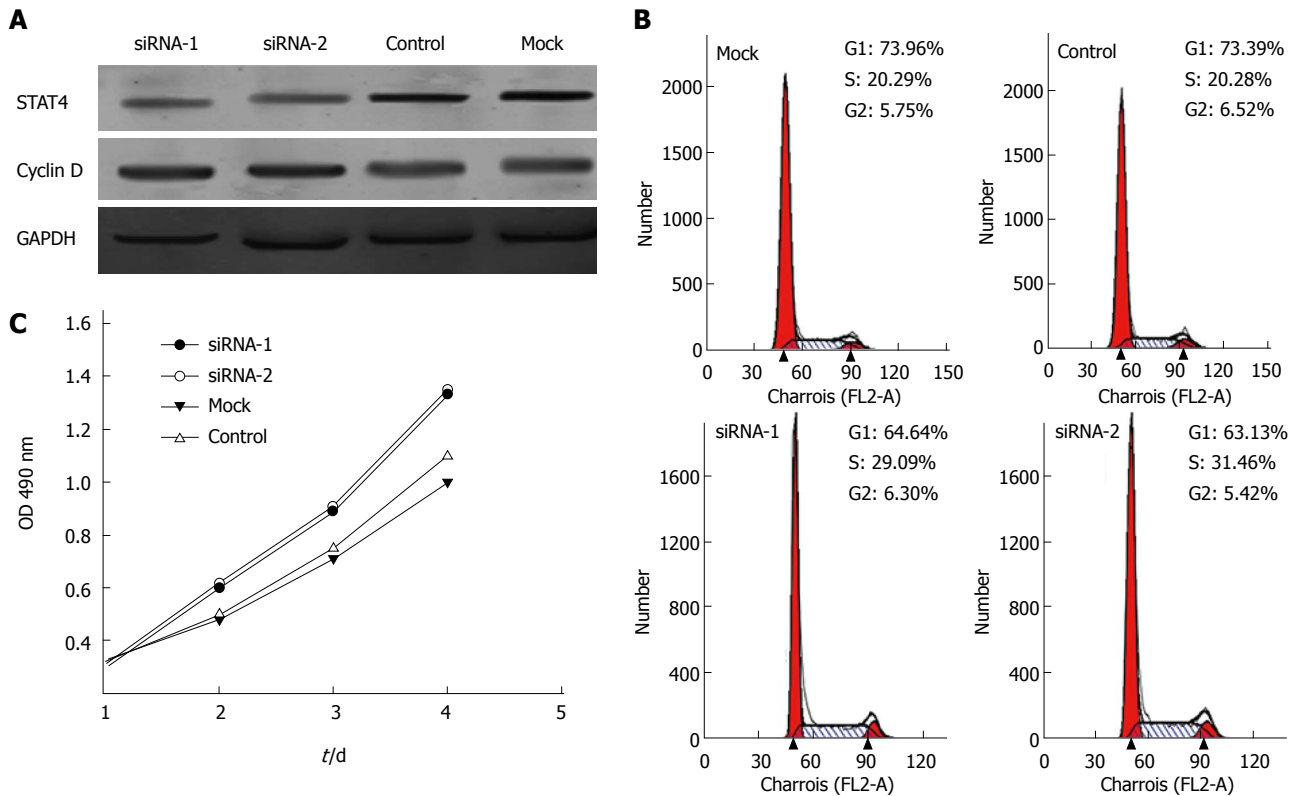 A
siRNA-1 siRNA-2 Control Mock
STAT4
Cyclin D
GAPDH
B
Mock
G1: 73.96%
S: 20.29%
G2: 5.75%
2000
1500
1000
500
0
Number
0 30 60 90 120 150
Charrois (FL2-A)
Control
G1: 73.39%
S: 20.28%
G2: 6.52%
2000
1500
1000
500
0
Number
0 30 60 90 120 150
Charrois (FL2-A)
siRNA-1
G1: 64.64%
S: 29.09%
G2: 6.30%
1600
1200
800
400
0
Number
0 30 60 90 120
Charrois (FL2-A)
siRNA-2
G1: 63.13%
S: 31.46%
G2: 5.42%
1600
1200
800
400
0
Number
0 30 60 90 120
Charrois (FL2-A)
C
1.6
1.4
1.2
1.0
0.8
0.6
0.4
OD 490 nm
siRNA-1
siRNA-2
Mock
Control
1 2 3 4 5
t/d